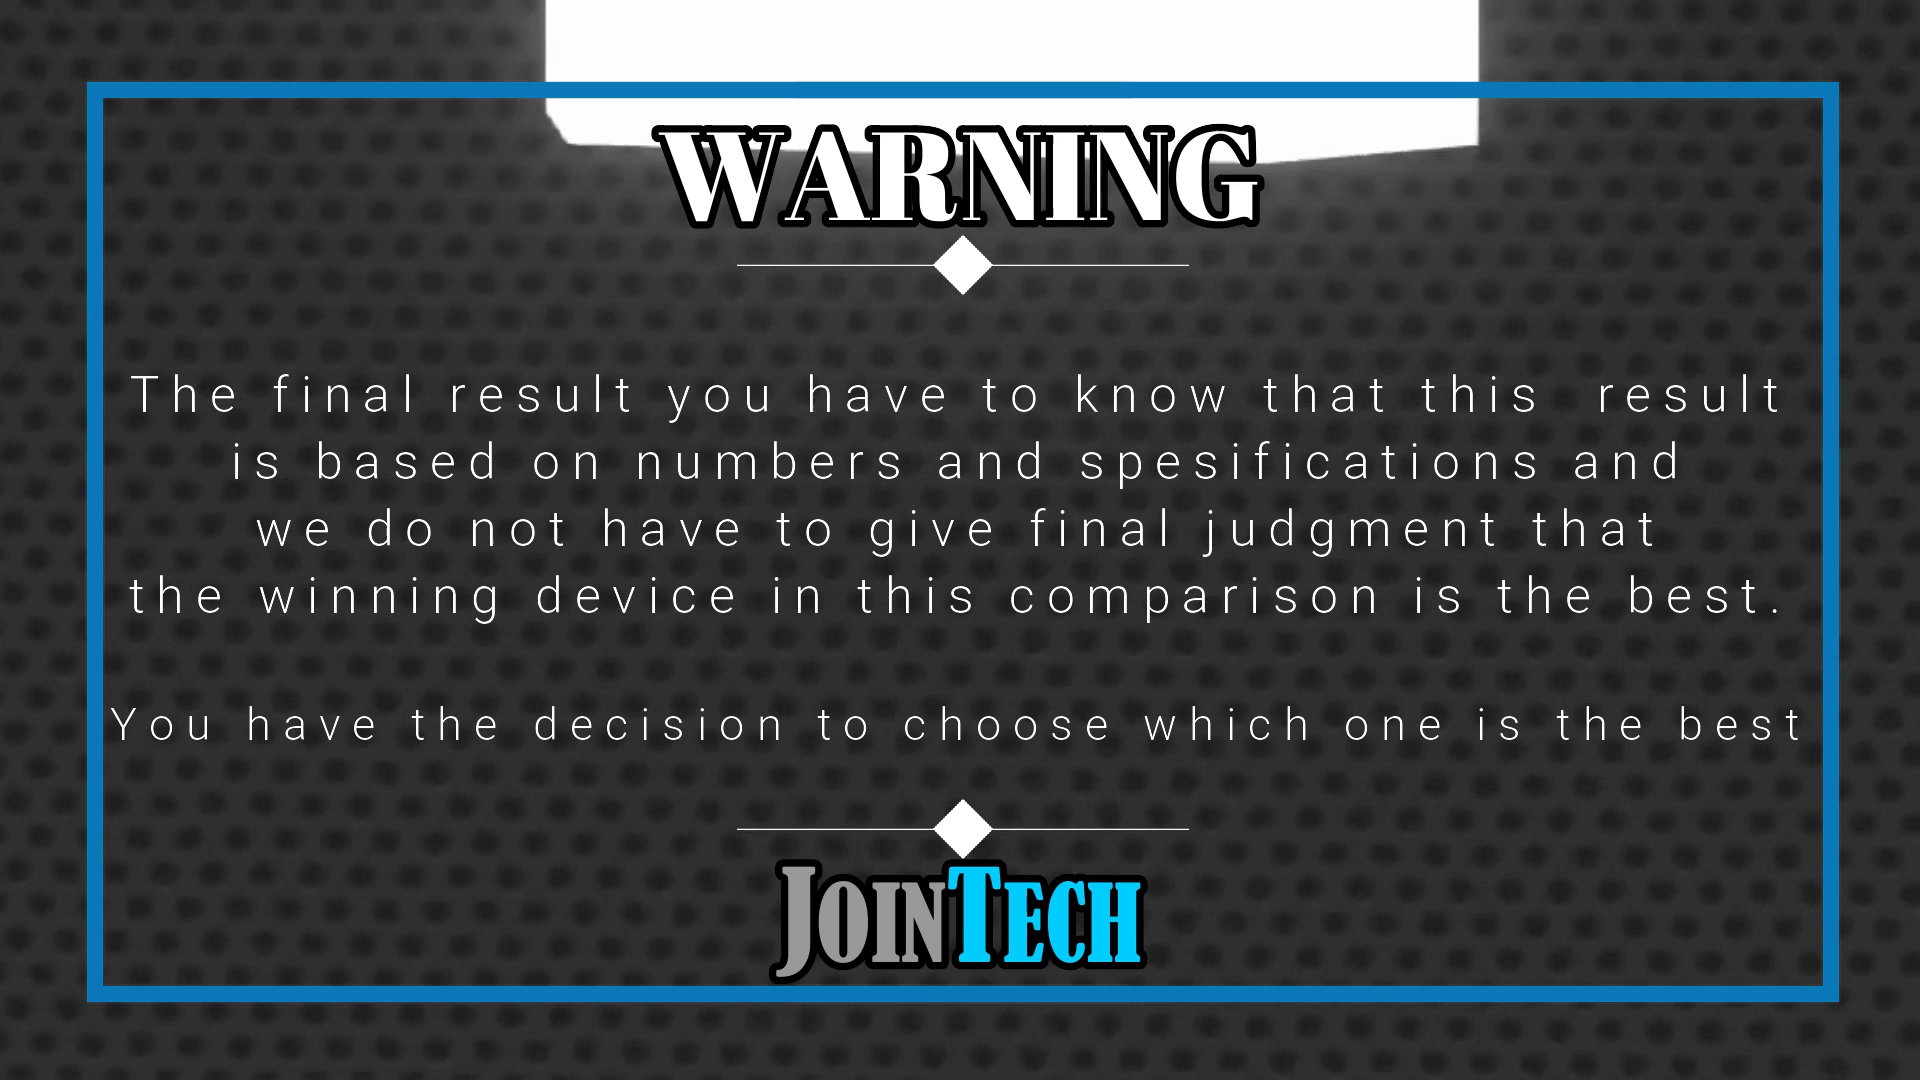 WARNING
The final result you have to know that this result
is based on numbers and spesifications and
we do not have to give final judgment that
the winning device in this comparison is the best.
You have the decision to choose which one is the best
JOINTECH